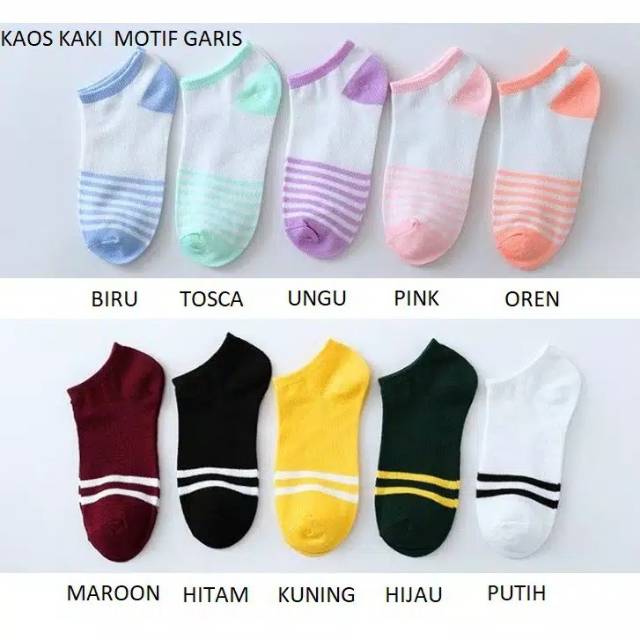 KAOS KAKI  MOTIF GARIS
BIRU TOSCA UNGU PINK OREN
MAROON HITAM KUNING HIJAU PUTIH